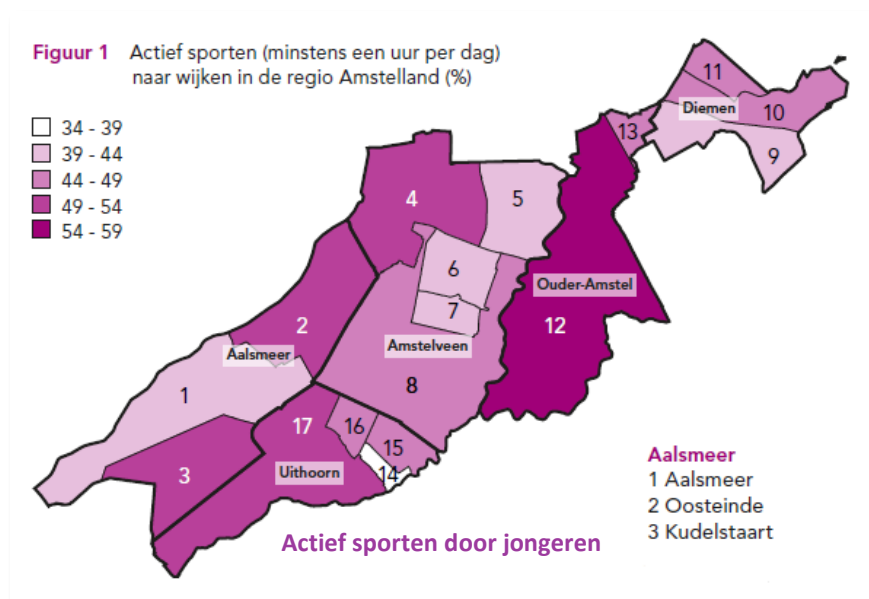 Figuur 1 Actief sporten (minstens een uur per dag)
naar wijken in de regio Amstelland (%)
34 - 39
39 - 44
44 - 49
49 - 54
54 - 59
11
Diemen
10
13
9
4
5
6
7
Ouder-Amstel
12
2
Aalsmeer
Amstelveen
1
8
17
16
15
3
Uithoorn
14
Aalsmeer
1 Aalsmeer
2 Oosteinde
3 Kudelstaart
Actief sporten door jongeren